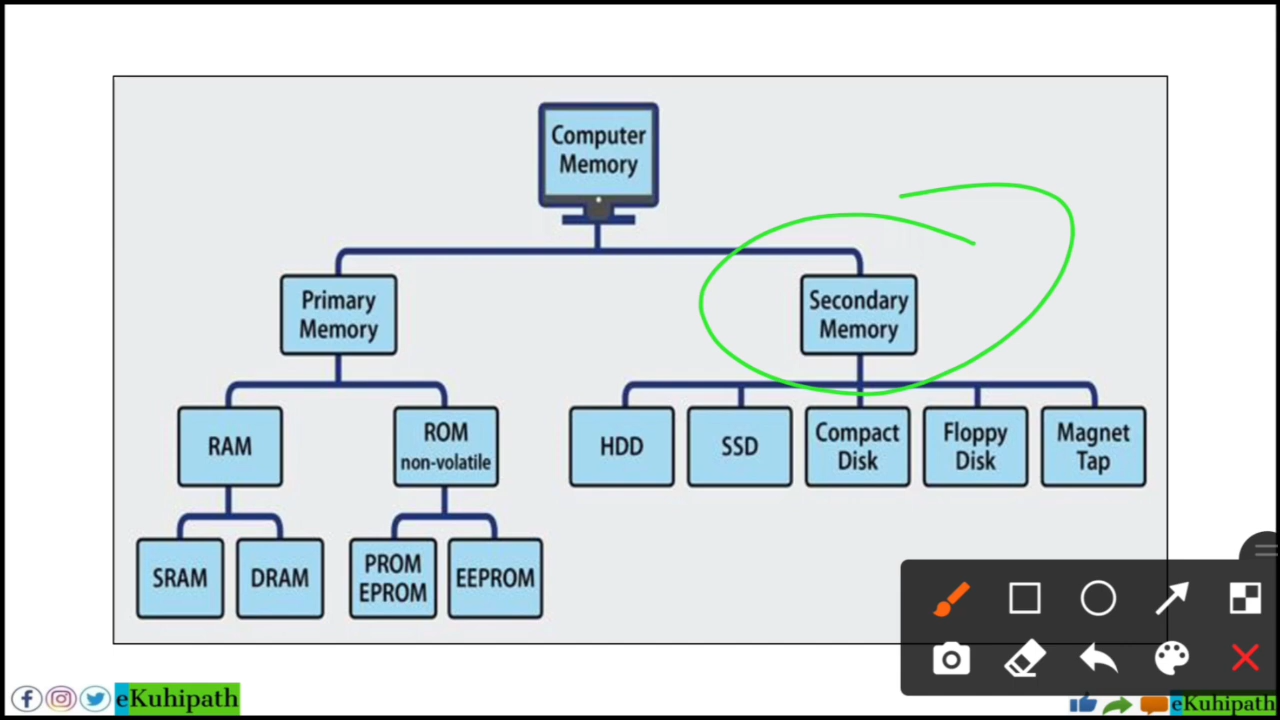 Computer
Memory
Primary
Memory
Secondary
Memory
RAM
ROM
non-volatile
HDD
SSD
Compact
Disk
Floppy
Disk
Magnet
Tap
SRAM
DRAM
PROM
EPROM
EEPROM
eKuhipath
eKuhipath